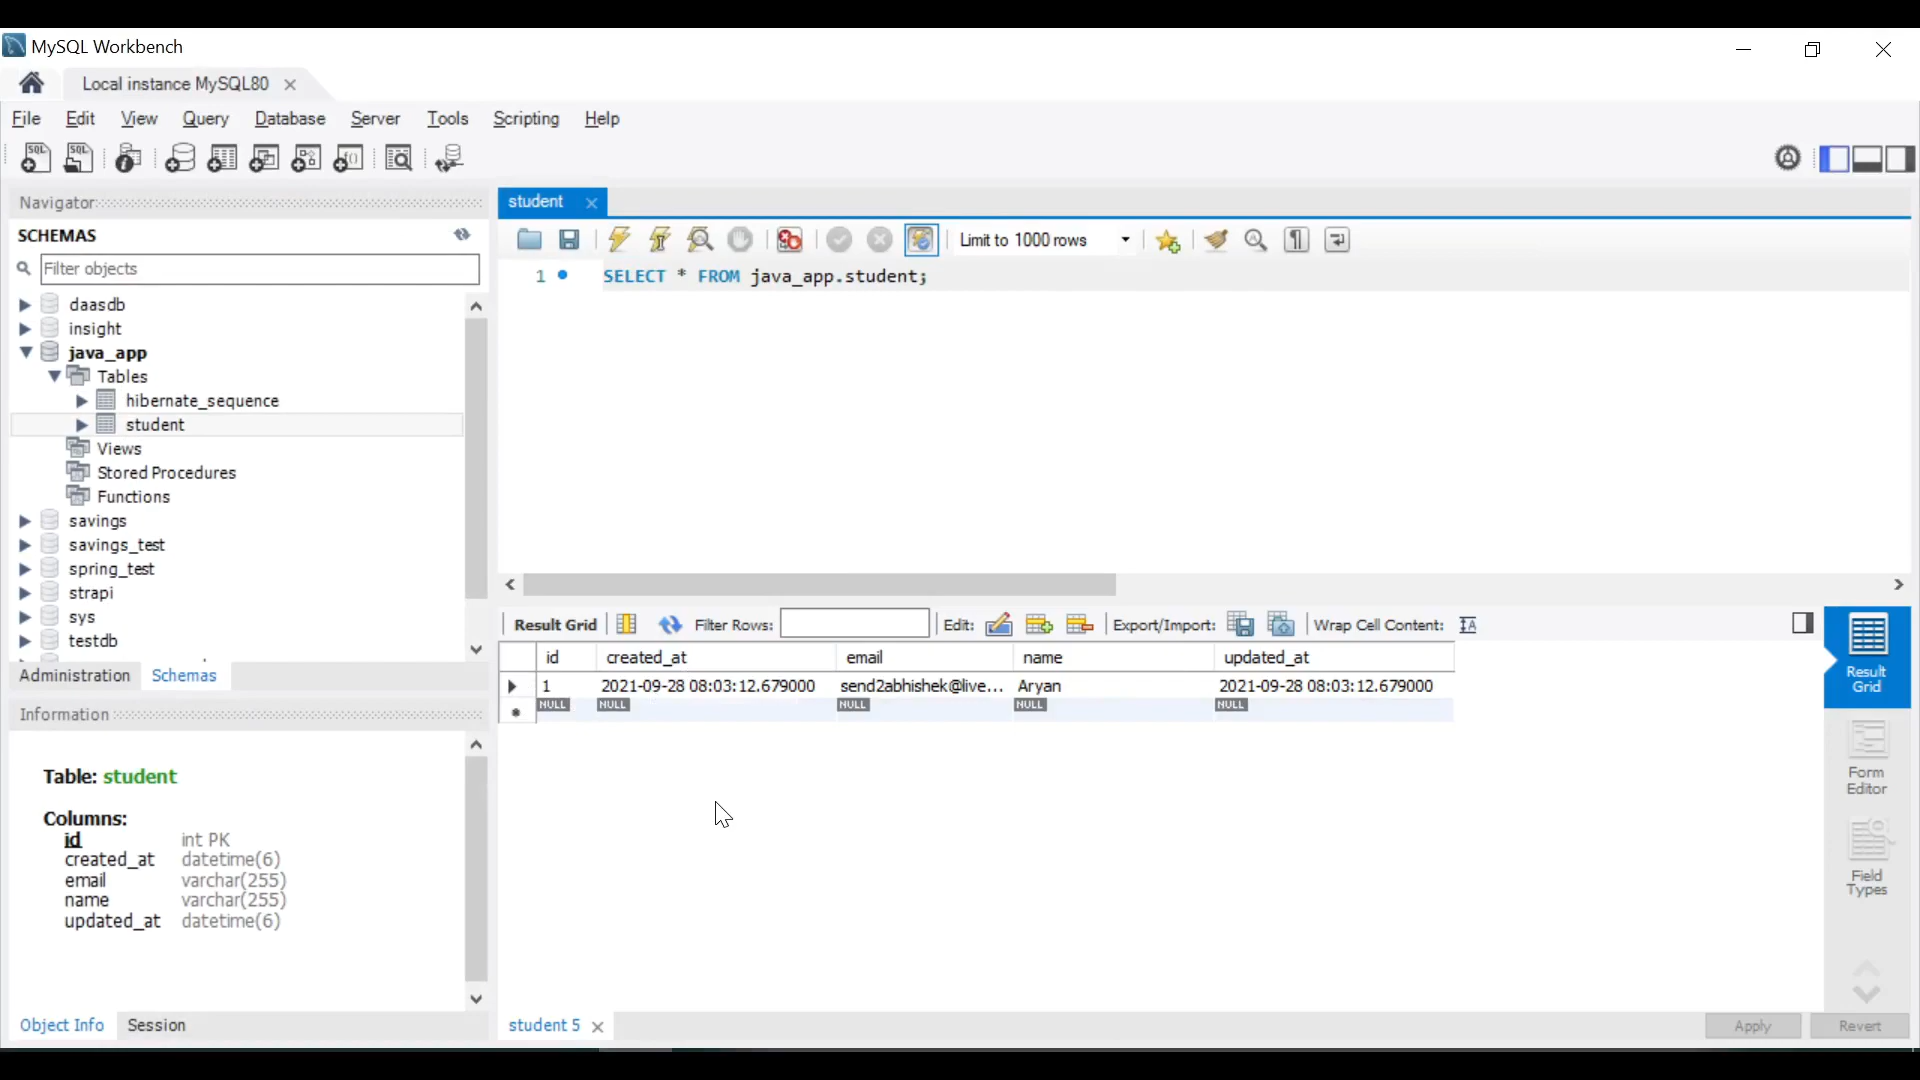 MySQL Workbench
Local instance MySQL80
File Edit View Query Database Server Tools Scripting Help
Navigator
SCHEMAS
Filter objects
daasdb
insight
java_app
Tables
hibernate_sequence
student
Views
Stored Procedures
Functions
savings
savings_test
spring_test
strapi
sys
testdb
Administration Schemas
Information
Table: student
Columns:
id int PK
created_at datetime(6)
email varchar(255)
name varchar(255)
updated_at datetime(6)
Object Info Session
student
Limit to 1000 rows
1 SELECT * FROM java_app.student;
Result Grid Filter Rows: Edit: Export/Import: Wrap Cell Content:
id created_at email name updated_at
1 2021-09-28 08:03:12.679000 send2abhishek@live... Aryan 2021-09-28 08:03:12.679000
NULL NULL NULL NULL NULL
Result
Grid
Form
Editor
Field
Types
student 5
Apply Revert